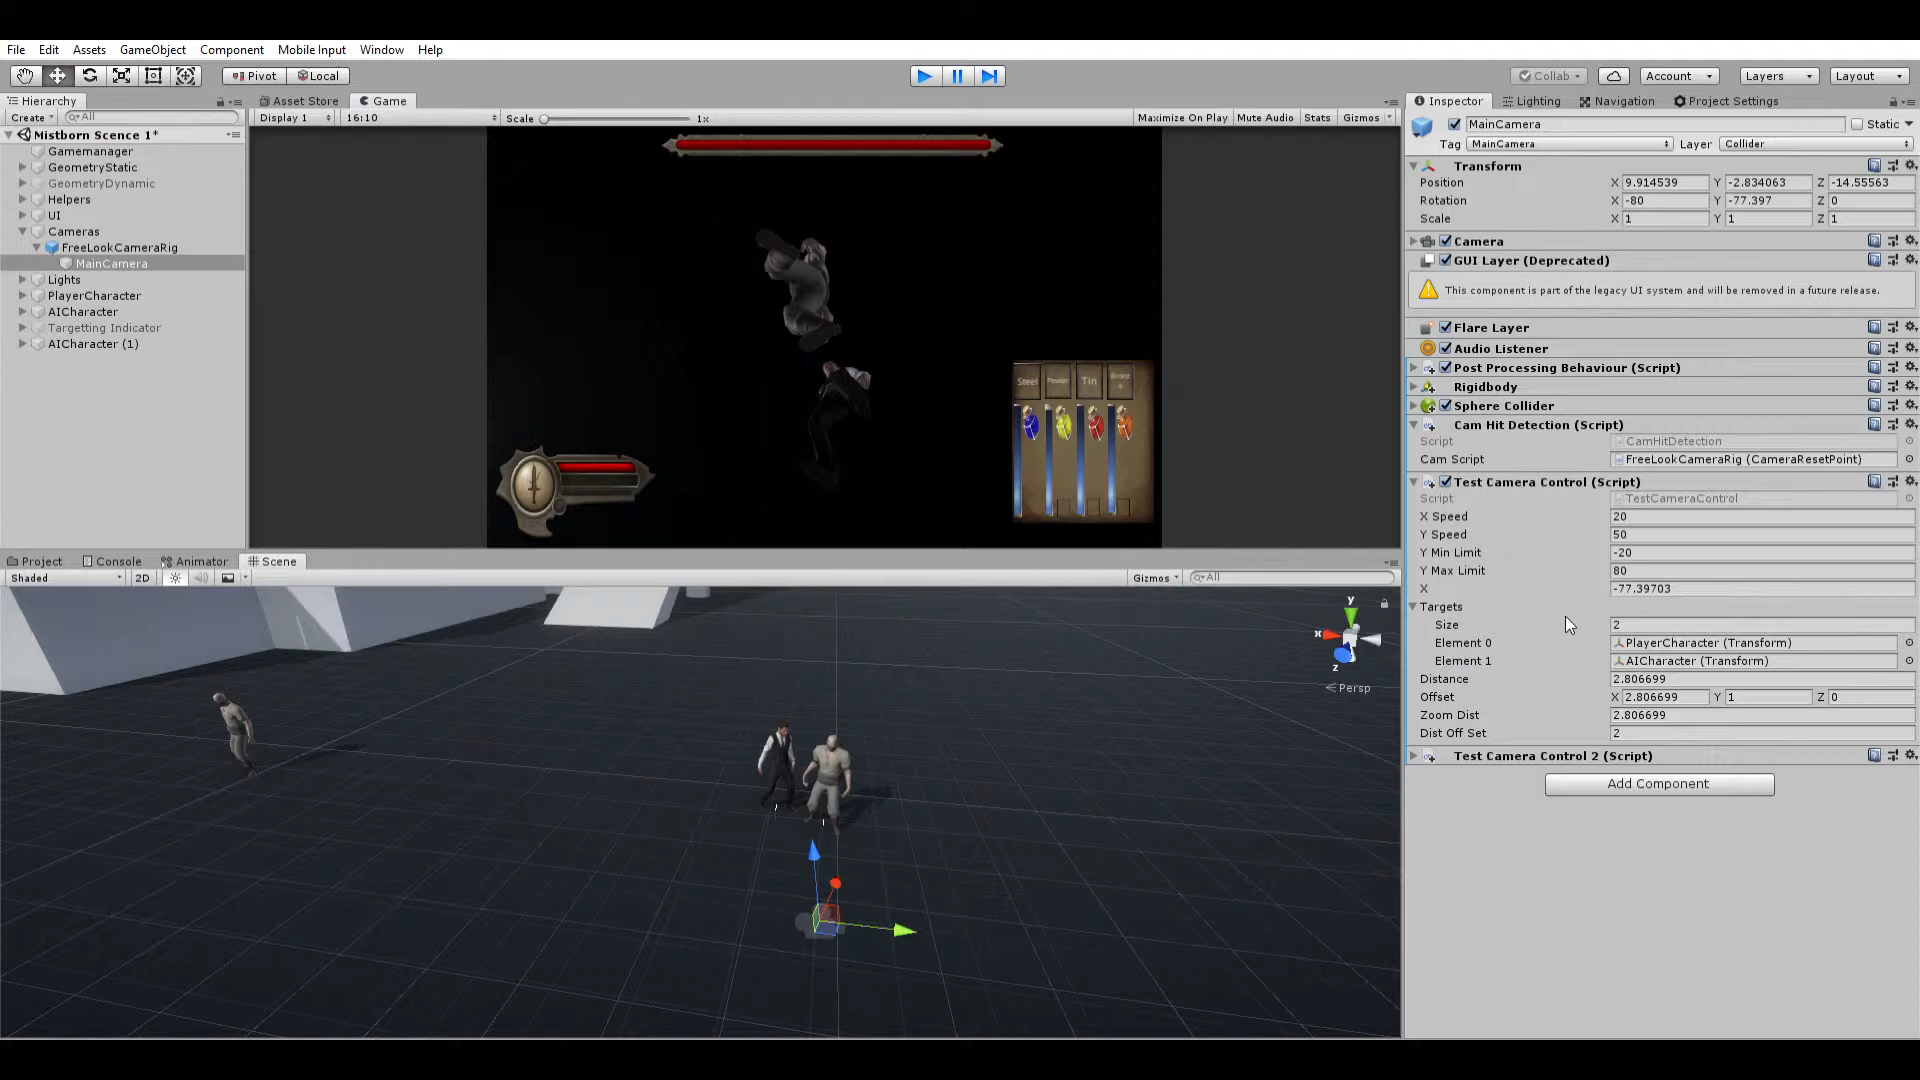 File Edit Assets GameObject Component Mobile Input Window Help
Pivot Local Collab Account Layers Layout
Hierarchy
Create All
Mistborn Scence 1*
Gamemanager
GeometryStatic
GeometryDynamic
Helpers
UI
Cameras
FreeLookCameraRig
MainCamera
Lights
PlayerCharacter
AICharacter
Targetting Indicator
AICharacter (1)
Asset Store Game
Display 1 16:10 Scale 1x Maximize On Play Mute Audio Stats Gizmos
Steel Pewter Tin Bronze
Project Console Animator Scene
Shaded 2D Gizmos All
y
x
z
Persp
Inspector Lighting Navigation Project Settings
MainCamera Static
Tag MainCamera Layer Collider
Transform
Position X 9.914539 Y -2.834063 Z -14.55563
Rotation X -80 Y -77.397 Z 0
Scale X 1 Y 1 Z 1
Camera
GUI Layer (Deprecated)
This component is part of the legacy UI system and will be removed in a future release.
Flare Layer
Audio Listener
Post Processing Behaviour (Script)
Rigidbody
Sphere Collider
Cam Hit Detection (Script)
Script CamHitDetection
Cam Script FreeLookCameraRig (CameraResetPoint)
Test Camera Control (Script)
Script TestCameraControl
X Speed 20
Y Speed 50
Y Min Limit -20
Y Max Limit 80
X -77.39703
Targets
Size 2
Element 0 PlayerCharacter (Transform)
Element 1 AICharacter (Transform)
Distance 2.806699
Offset X 2.806699 Y 1 Z 0
Zoom Dist 2.806699
Dist Off Set 2
Test Camera Control 2 (Script)
Add Component